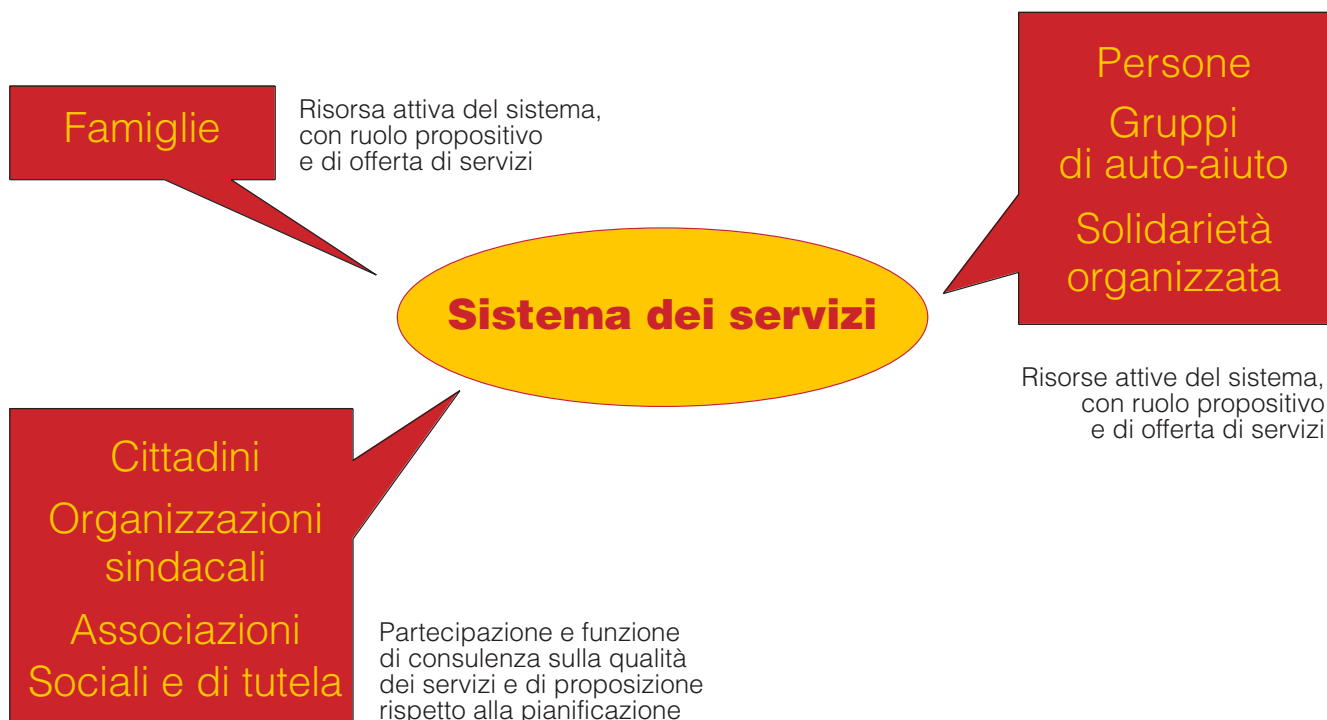 Famiglie
Risorsa attiva del sistema,
con ruolo propositivo
e di offerta di servizi
Persone
Gruppi
di auto-aiuto
Solidarietà
organizzata
Risorse attive del sistema,
con ruolo propositivo
e di offerta di servizi
Sistema dei servizi
Cittadini
Organizzazioni
sindacali
Associazioni
Sociali e di tutela
Partecipazione e funzione
di consulenza sulla qualità
dei servizi e di proposizione
rispetto alla pianificazione